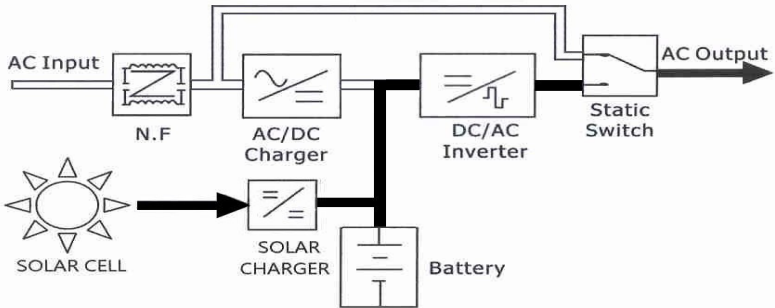 AC Input
N.F
AC/DC
Charger
DC/AC
Inverter
AC Output
Static
Switch
SOLAR CELL
SOLAR
CHARGER
Battery